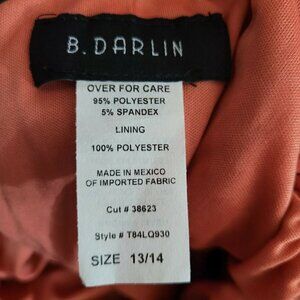 B. DARLIN
OVER FOR CARE
95% POLYESTER
5% SPANDEX
LINING
100% POLYESTER
MADE IN MEXICO
OF IMPORTED FABRIC
Cut # 38623
Style # T84LQ930
SIZE 13/14